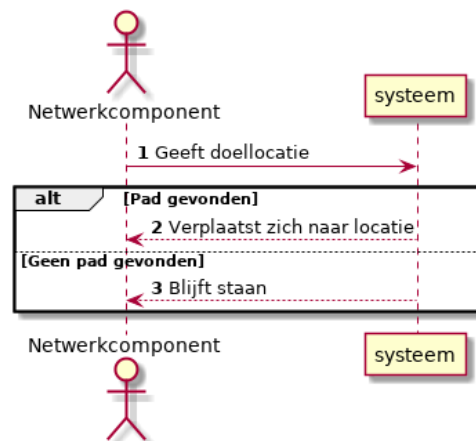 Netwerkcomponent
systeem
1 Geeft doellocatie
alt [Pad gevonden]
2 Verplaatst zich naar locatie
[Geen pad gevonden]
3 Blijft staan
Netwerkcomponent
systeem